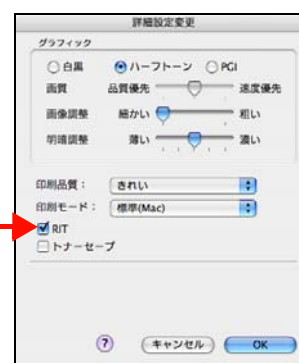 詳細設定変更
グラフィック
白黒 ハーフトーン PGI
画質 品質優先 速度優先
画像調整 細かい 粗い
明暗調整 薄い 濃い
印刷品質： きれい
印刷モード： 標準(Mac)
RIT
トナーセーブ
? キャンセル OK